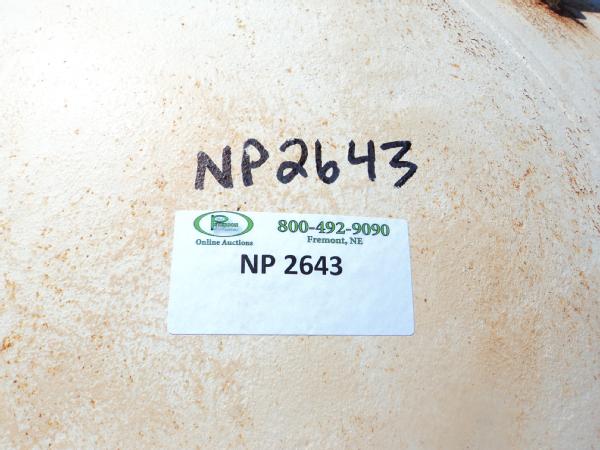 NP2643
800-492-9090
Online Auctions
Fremont, NE
NP 2643